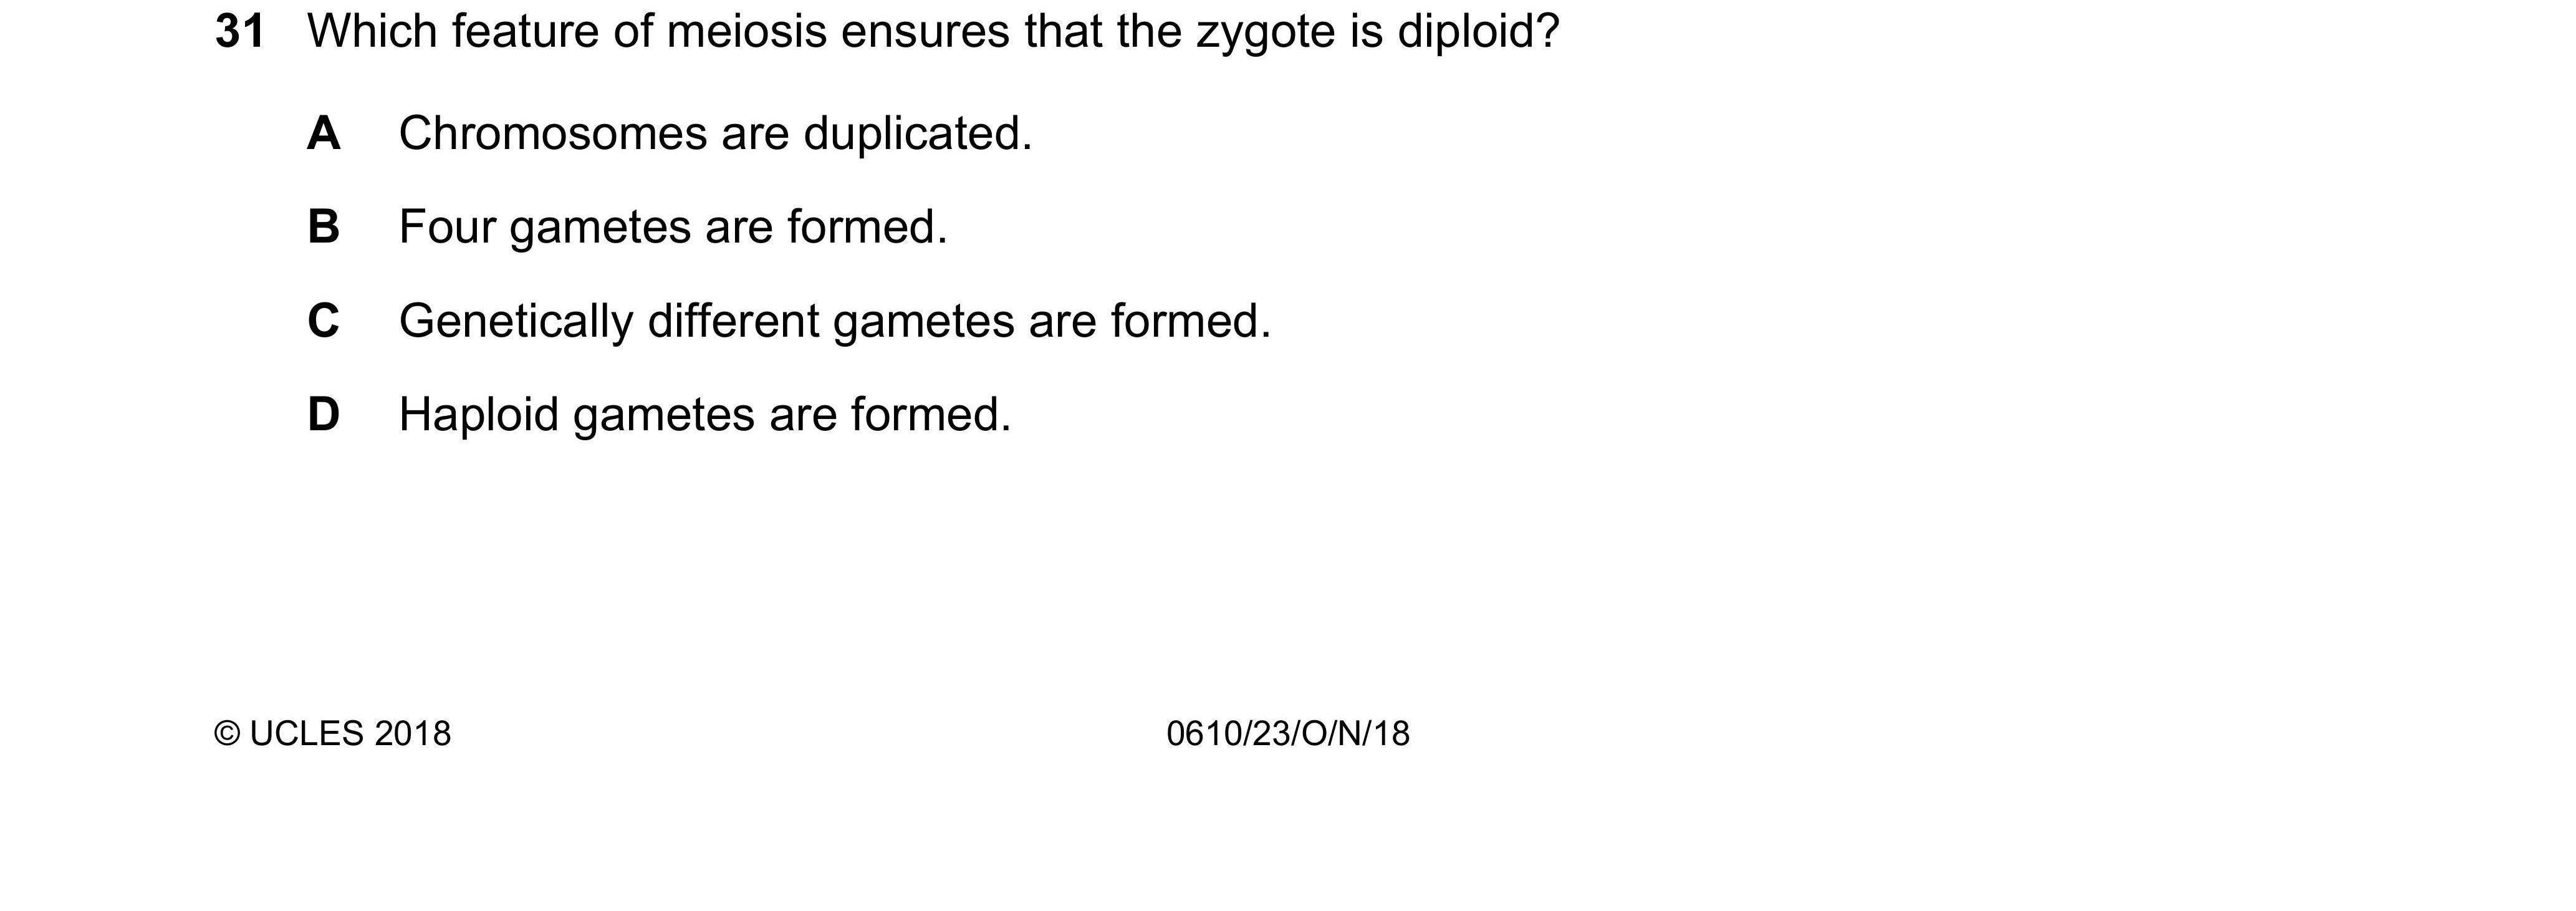 31 Which feature of meiosis ensures that the zygote is diploid?
A Chromosomes are duplicated.
B Four gametes are formed.
C Genetically different gametes are formed.
D Haploid gametes are formed.
© UCLES 2018 0610/23/O/N/18